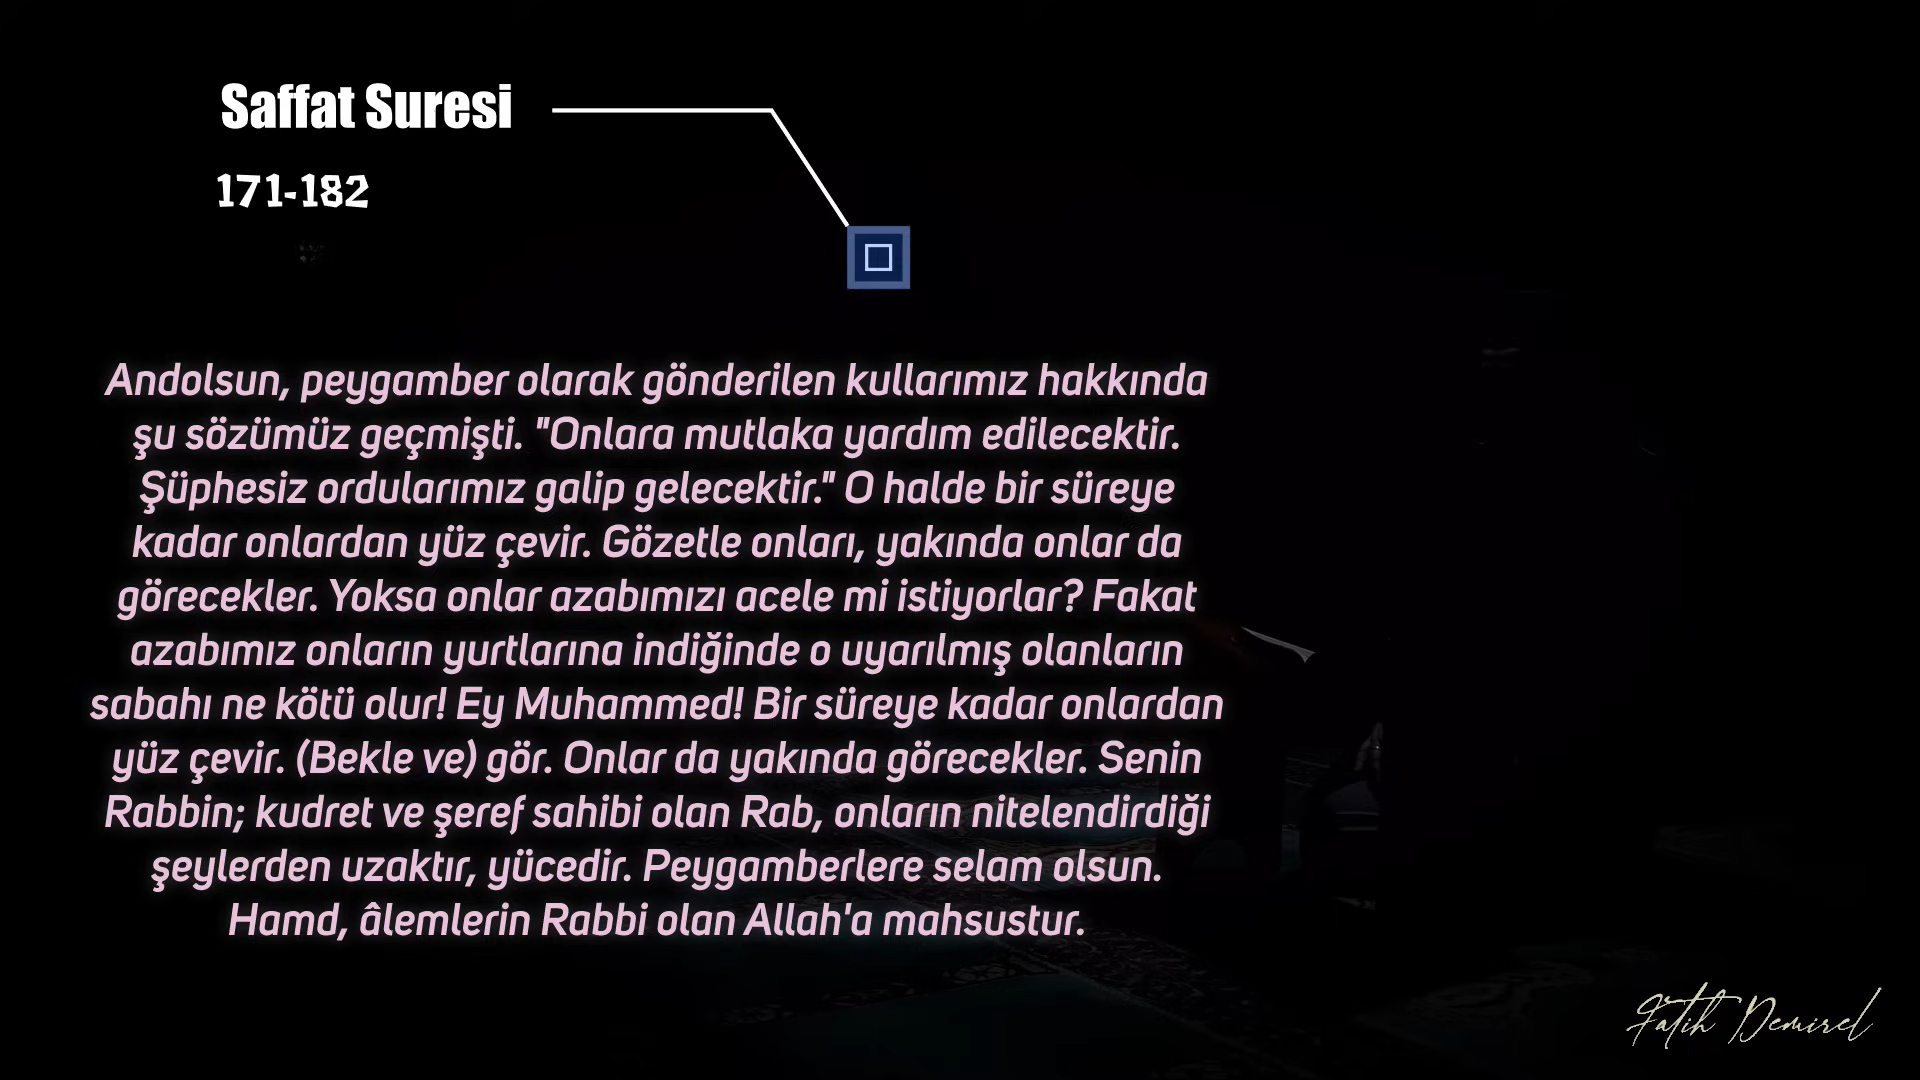 Saffat Suresi
171-182
Andolsun, peygamber olarak gönderilen kullarımız hakkında
şu sözümüz geçmişti. "Onlara mutlaka yardım edilecektir.
Şüphesiz ordularımız galip gelecektir." O halde bir süreye
kadar onlardan yüz çevir. Gözetle onları, yakında onlar da
görecekler. Yoksa onlar azabımızı acele mi istiyorlar? Fakat
azabımız onların yurtlarına indiğinde o uyarılmış olanların
sabahı ne kötü olur! Ey Muhammed! Bir süreye kadar onlardan
yüz çevir. (Bekle ve) gör. Onlar da yakında görecekler. Senin
Rabbin; kudret ve şeref sahibi olan Rab, onların nitelendirdiği
şeylerden uzaktır, yücedir. Peygamberlere selam olsun.
Hamd, âlemlerin Rabbi olan Allah'a mahsustur.
Fatih Demirel